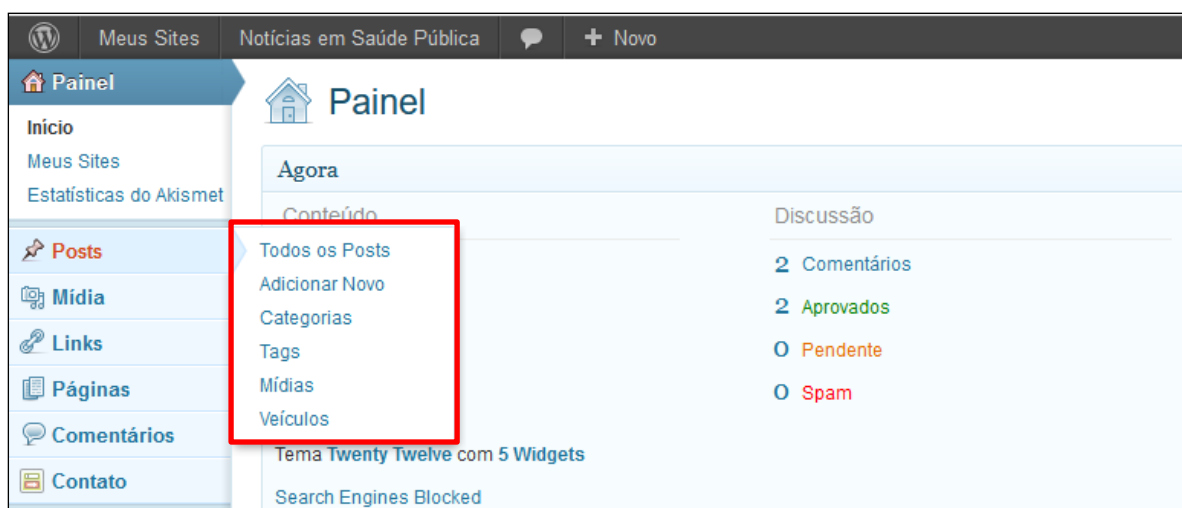 Meus Sites Notícias em Saúde Pública + Novo
Painel
Início
Meus Sites
Estatísticas do Akismet
Posts
Mídia
Links
Páginas
Comentários
Contato
Todos os Posts
Adicionar Novo
Categorias
Tags
Mídias
Veículos
Painel
Agora
Conteúdo
Tema Twenty Twelve com 5 Widgets
Search Engines Blocked
Discussão
2 Comentários
2 Aprovados
0 Pendente
0 Spam